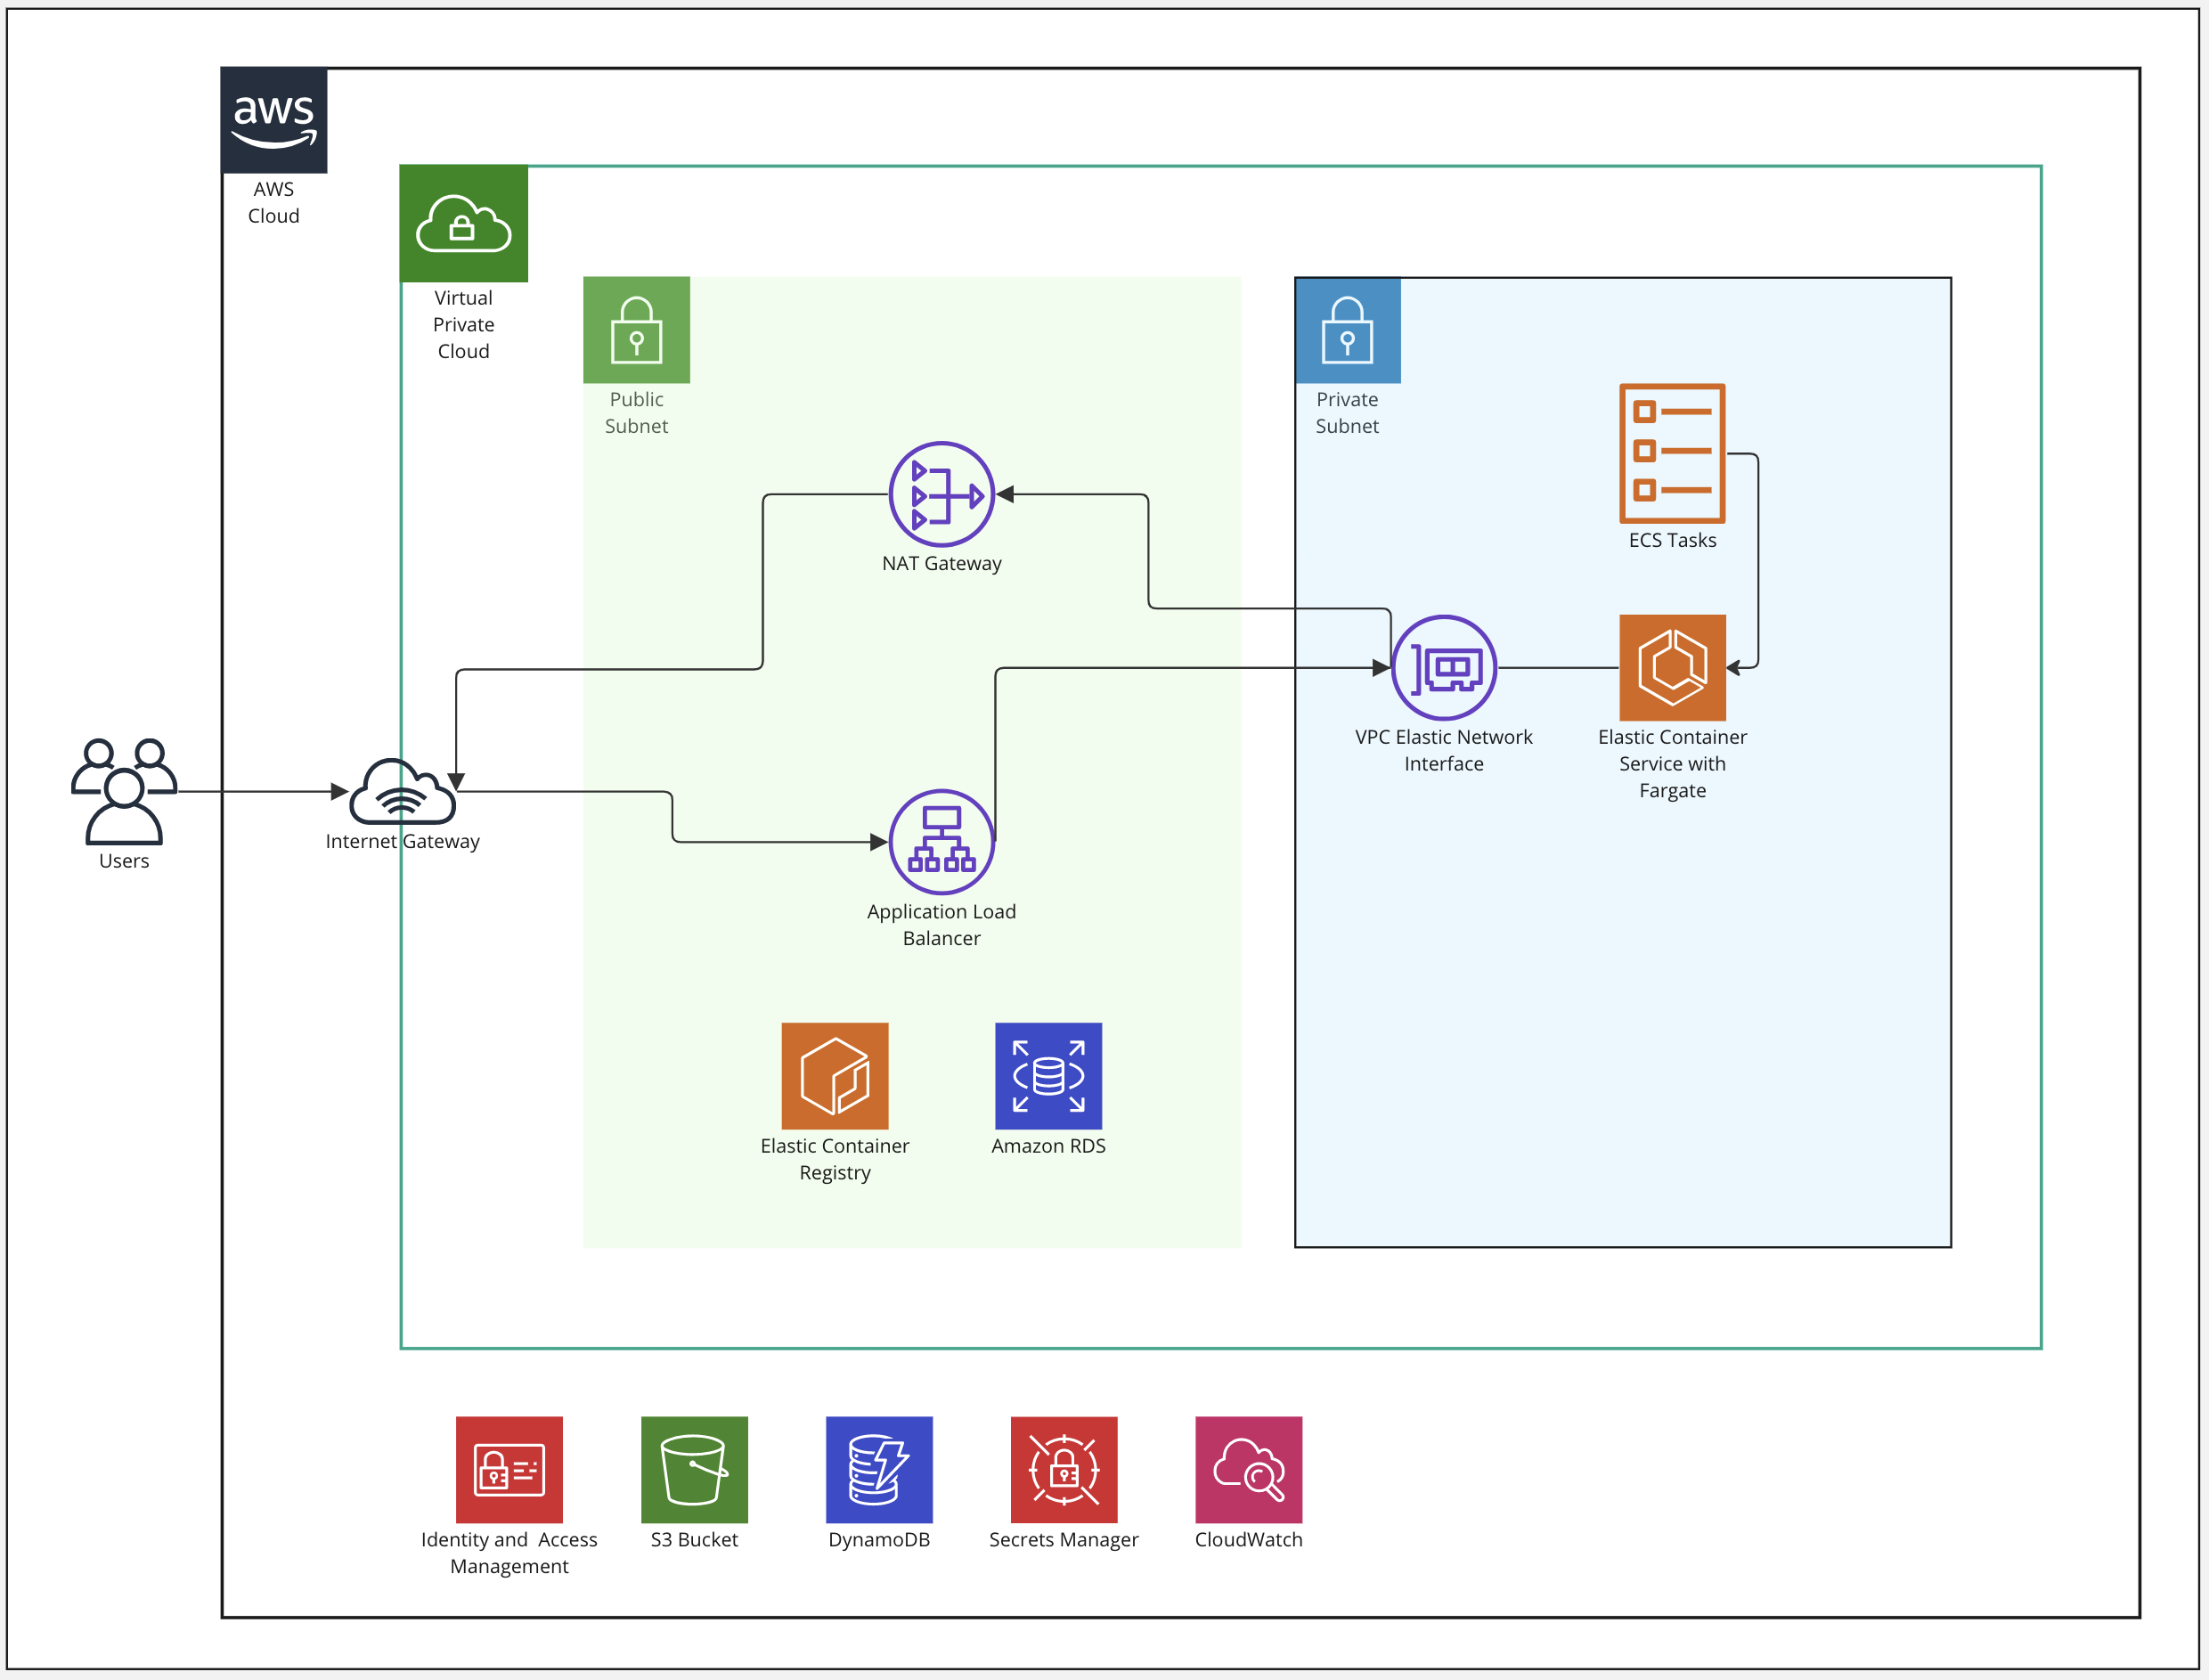 aws
AWS
Cloud
Virtual
Private
Cloud
Public
Subnet
Private
Subnet
ECS Tasks
NAT Gateway
VPC Elastic Network
Interface
Elastic Container
Service with
Fargate
Users
Internet Gateway
Application Load
Balancer
Elastic Container
Registry
Amazon RDS
Identity and  Access
Management
S3 Bucket
DynamoDB
Secrets Manager
CloudWatch